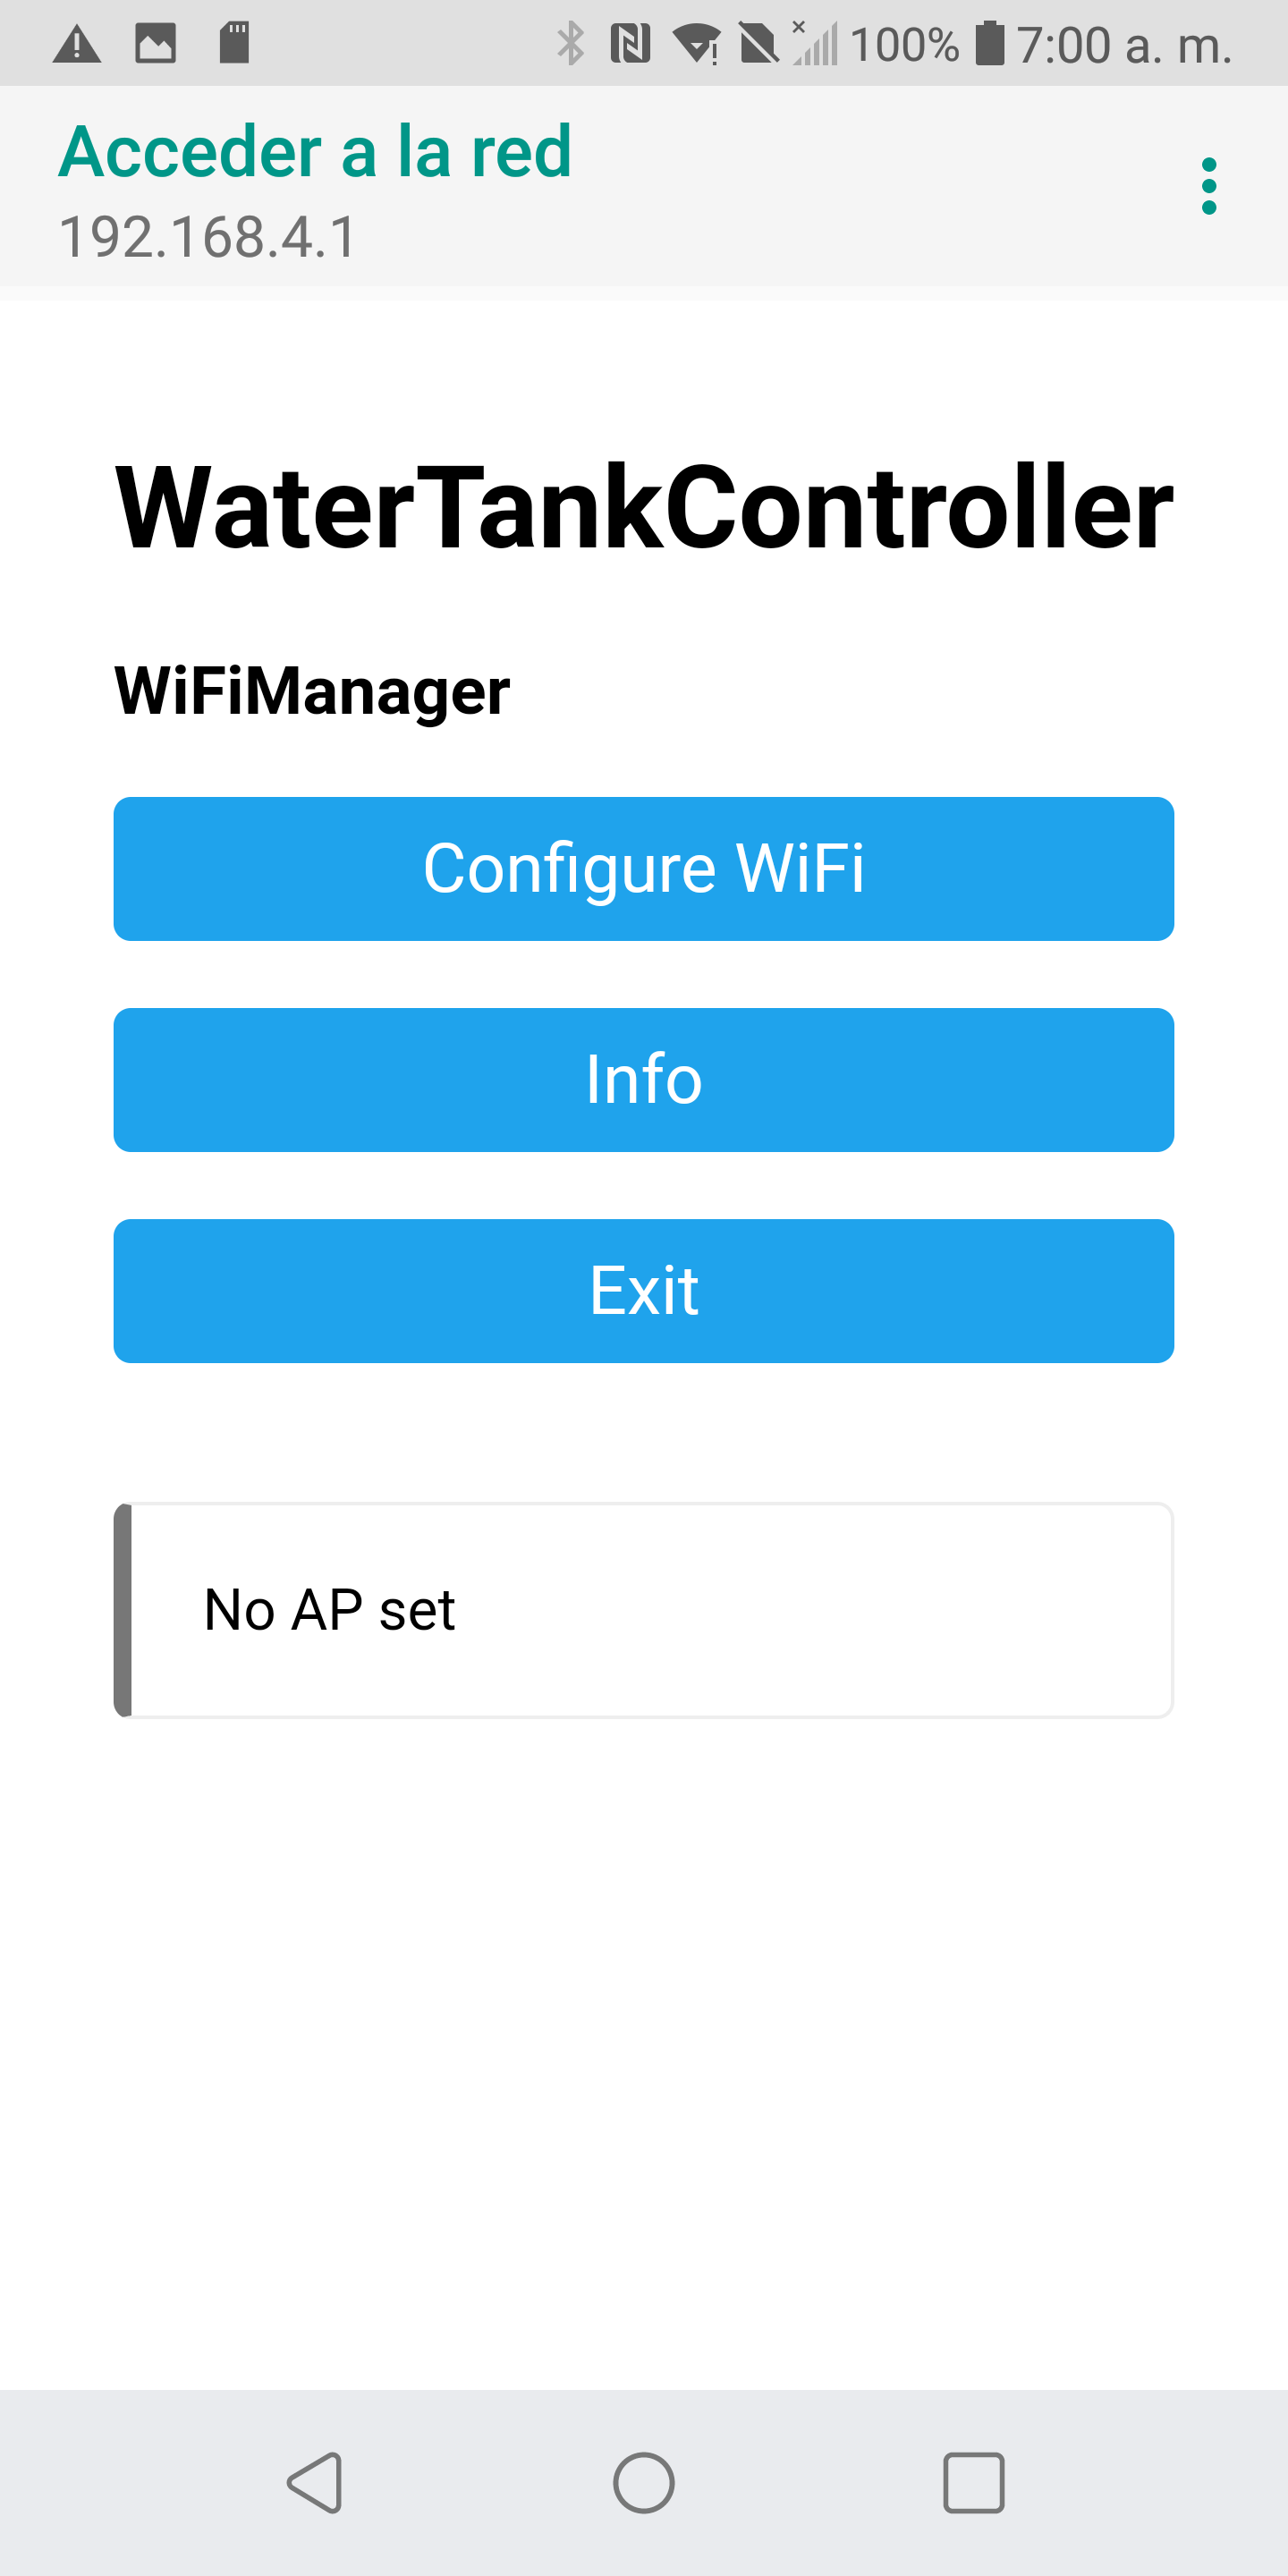 100% 7:00 a. m.
Acceder a la red
192.168.4.1
WaterTankController
WiFiManager
Configure WiFi
Info
Exit
No AP set